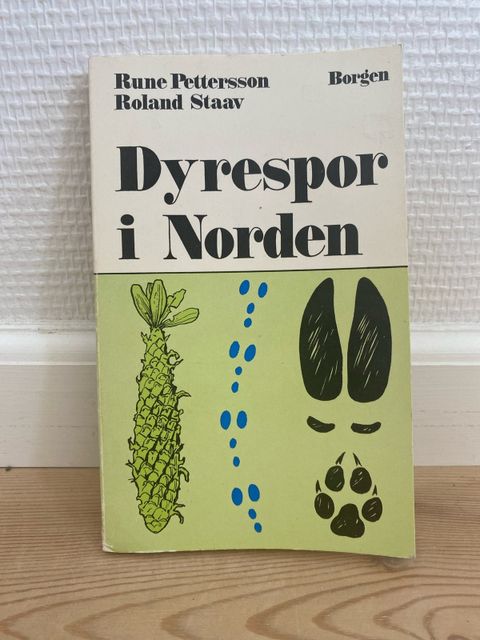 Rune Pettersson
Roland Staav
Borgen
Dyrespor
i Norden